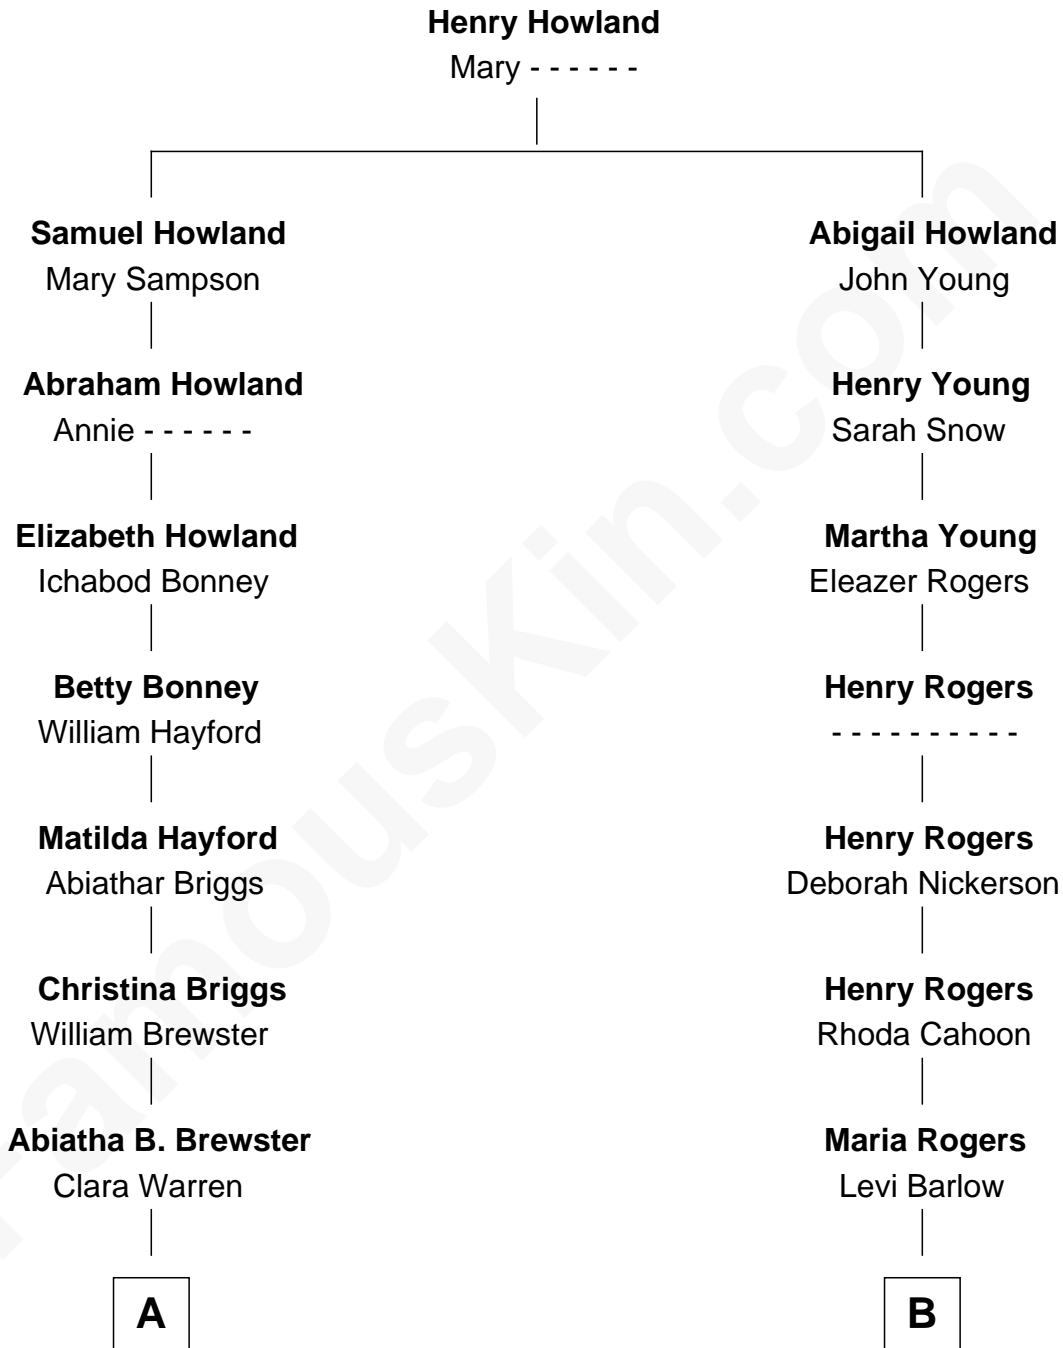 Henry Howland
Mary - - - - - -
Samuel Howland
Mary Sampson
Abraham Howland
Annie - - - - - -
Elizabeth Howland
Ichabod Bonney
Betty Bonney
William Hayford
Matilda Hayford
Abiathar Briggs
Christina Briggs
William Brewster
Abiatha B. Brewster
Clara Warren
A
Abigail Howland
John Young
Henry Young
Sarah Snow
Martha Young
Eleazer Rogers
Henry Rogers
- - - - - - - - - -
Henry Rogers
Deborah Nickerson
Henry Rogers
Rhoda Cahoon
Maria Rogers
Levi Barlow
B
FamousKin.com